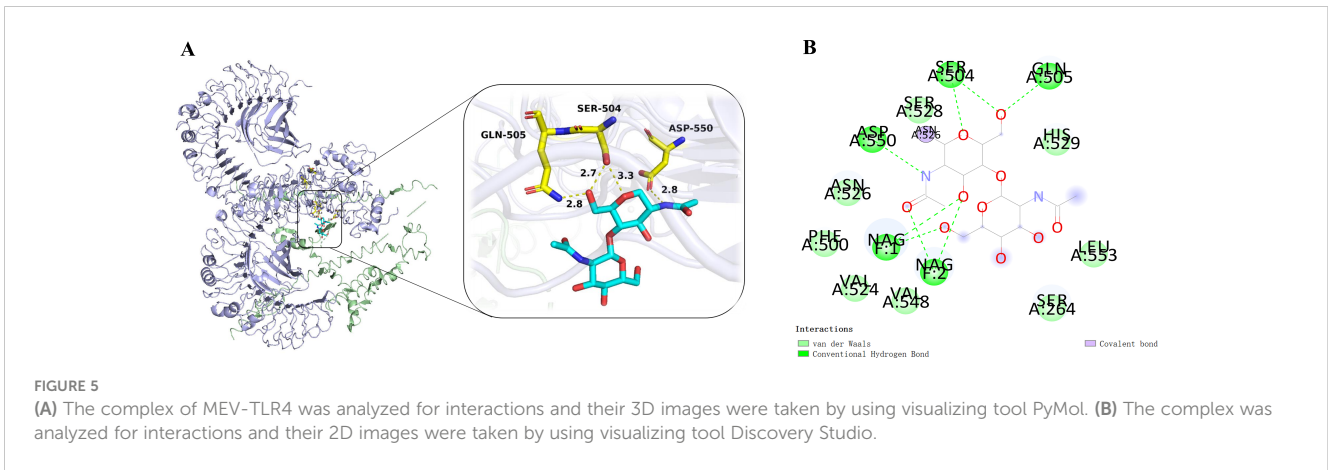 A
B
GLN-505
SER-504
ASP-550
2.7
3.3
2.8
2.8
SER
A:504
GLN
A:505
SER
A:528
ASN
A:526
ASP
A:550
HIS
A:529
ASN
A:526
PHE
A:500
NAG
F:1
NAG
F:2
VAL
A:524
VAL
A:548
LEU
A:553
SER
A:264
O
O
N
O
O
O
O
O
N
O
O
O
Interactions
van der Waals
Conventional Hydrogen Bond
Covalent bond
FIGURE 5
(A) The complex of MEV-TLR4 was analyzed for interactions and their 3D images were taken by using visualizing tool PyMol. (B) The complex was
analyzed for interactions and their 2D images were taken by using visualizing tool Discovery Studio.